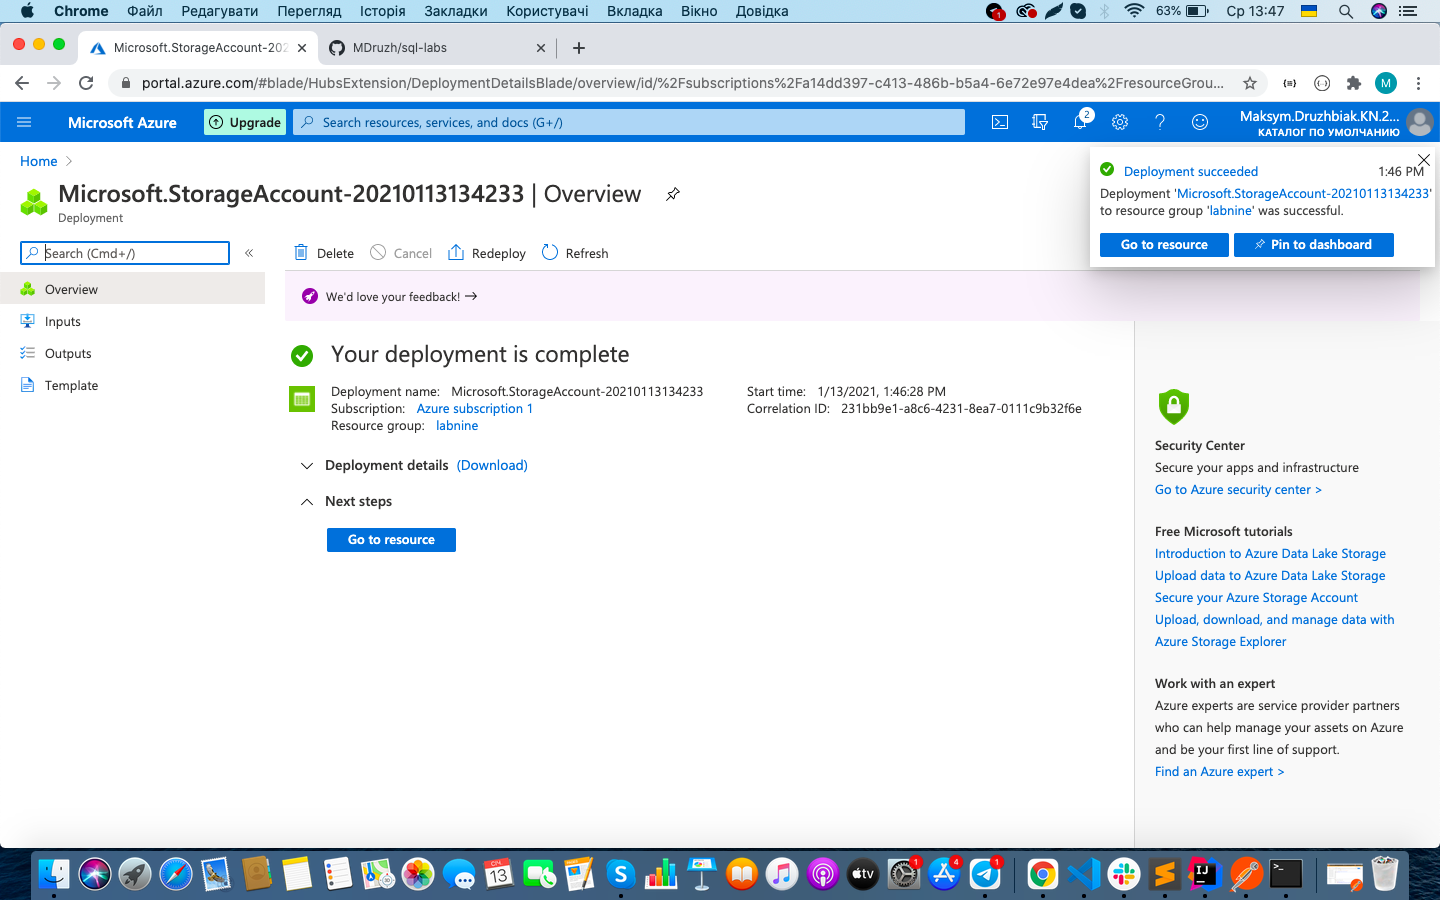 Chrome Файл Редагувати Перегляд Історія Закладки Користувачі Вкладка Вікно Довідка 1 63% Ср 13:47
Microsoft.StorageAccount-202 MDruzh/sql-labs
portal.azure.com/#blade/HubsExtension/DeploymentDetailsBlade/overview/id/%2Fsubscriptions%2Fa14dd397-c413-486b-b5a4-6e72e97e4dea%2FresourceGrou... M
Microsoft Azure Upgrade Search resources, services, and docs (G+/) 2 Maksym.Druzhbiak.KN.2...
КАТАЛОГ ПО УМОЛЧАНИЮ
Home
Microsoft.StorageAccount-20210113134233 | Overview
Deployment
Deployment succeeded 1:46 PM
Deployment 'Microsoft.StorageAccount-20210113134233'
to resource group 'labnine' was successful.
Go to resource Pin to dashboard
Search (Cmd+/) «
Delete Cancel Redeploy Refresh
Overview
Inputs
Outputs
Template
We'd love your feedback! →
Your deployment is complete
Deployment name: Microsoft.StorageAccount-20210113134233
Subscription: Azure subscription 1
Resource group: labnine
Start time: 1/13/2021, 1:46:28 PM
Correlation ID: 231bb9e1-a8c6-4231-8ea7-0111c9b32f6e
Deployment details (Download)
Next steps
Go to resource
Security Center
Secure your apps and infrastructure
Go to Azure security center >
Free Microsoft tutorials
Introduction to Azure Data Lake Storage
Upload data to Azure Data Lake Storage
Secure your Azure Storage Account
Upload, download, and manage data with
Azure Storage Explorer
Work with an expert
Azure experts are service provider partners
who can help manage your assets on Azure
and be your first line of support.
Find an Azure expert >
13 tv 1 4 1 IJ